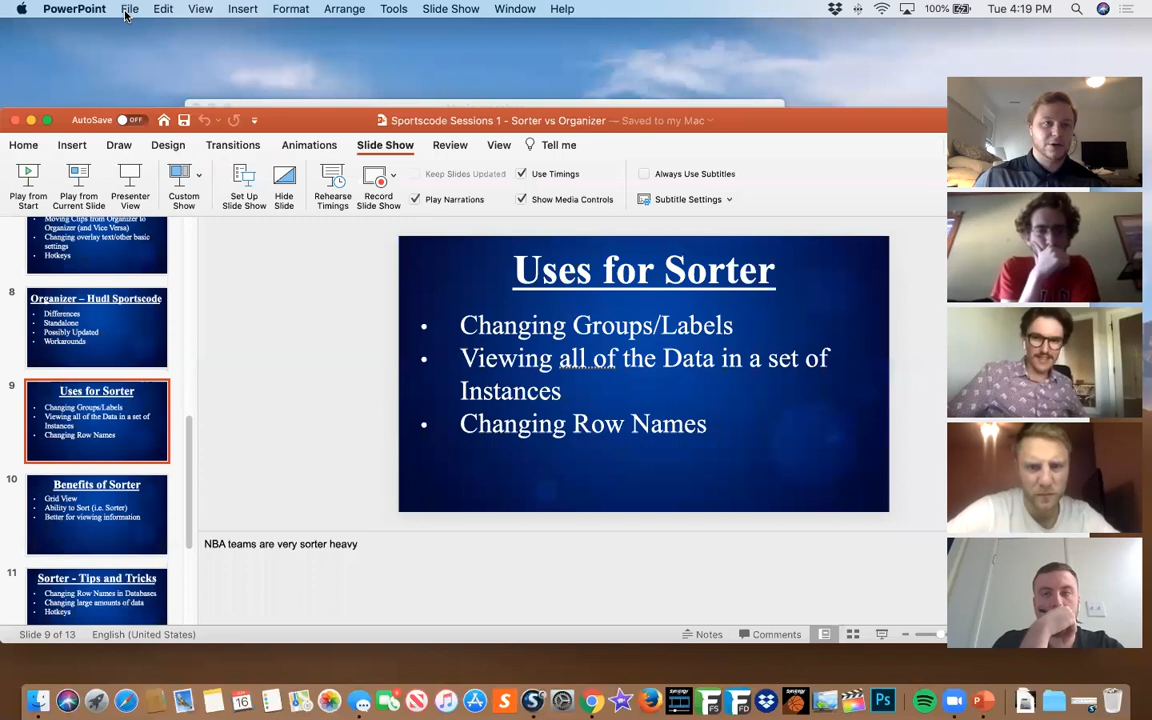 PowerPoint File Edit View Insert Format Arrange Tools Slide Show Window Help 100% Tue 4:19 PM
AutoSave OFF Sportscode Sessions 1 - Sorter vs Organizer — Saved to my Mac
Home Insert Draw Design Transitions Animations Slide Show Review View Tell me
Play from Start
Play from Current Slide
Presenter View
Custom Show
Set Up Slide Show
Hide Slide
Rehearse Timings
Record Slide Show
Keep Slides Updated
Play Narrations
Use Timings
Show Media Controls
Always Use Subtitles
Subtitle Settings
Moving Clips from Organizer to
Organizer (and Vice Versa)
• Changing overlay text/other basic
settings
• Hotkeys
8
Organizer – Hudl Sportscode
• Differences
• Standalone
• Possibly Updated
• Workarounds
9
Uses for Sorter
• Changing Groups/Labels
• Viewing all of the Data in a set of
Instances
• Changing Row Names
10
Benefits of Sorter
• Grid View
• Ability to Sort (i.e. Sorter)
• Better for viewing information
11
Sorter - Tips and Tricks
• Changing Row Names in Databases
• Changing large amounts of data
• Hotkeys
Uses for Sorter
• Changing Groups/Labels
• Viewing all of the Data in a set of
Instances
• Changing Row Names
NBA teams are very sorter heavy
Slide 9 of 13 English (United States) Notes Comments